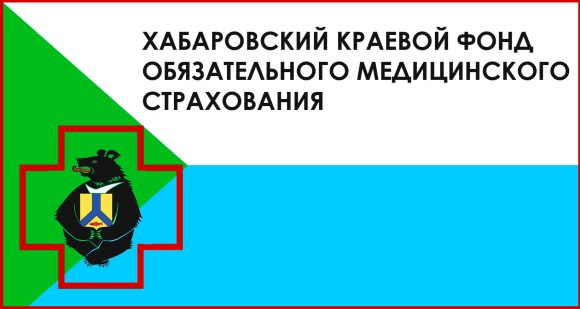 ХАБАРОВСКИЙ КРАЕВОЙ ФОНД
ОБЯЗАТЕЛЬНОГО МЕДИЦИНСКОГО
СТРАХОВАНИЯ